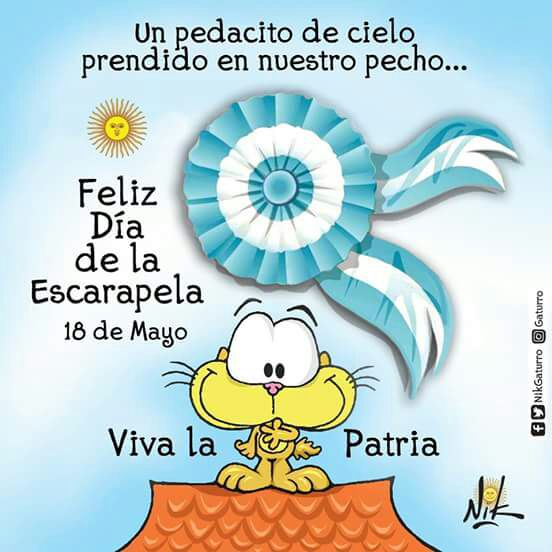 Un pedacito de cielo
prendido en nuestro pecho...
Feliz
Día
de la
Escarapela
18 de Mayo
Viva la Patria
NikGaturro Gaturro
Nik